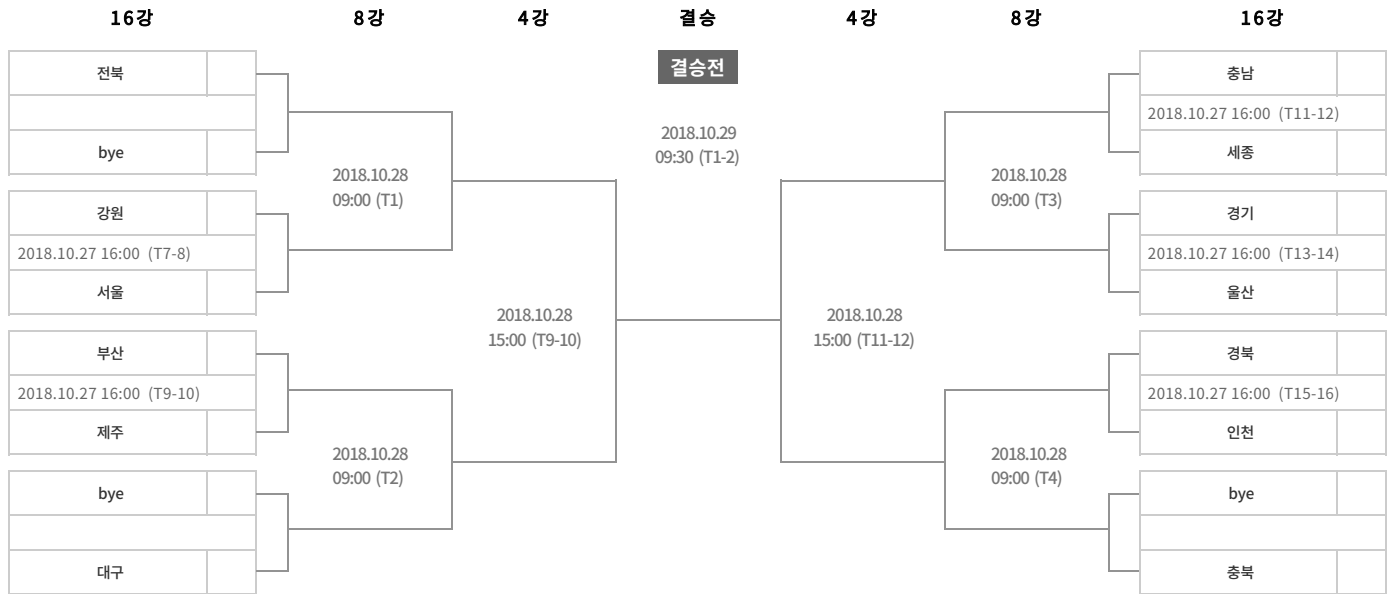 16강 8강 4강 결승 4강 8강 16강
결승전
전북
bye
강원
2018.10.27 16:00 (T7-8)
서울
부산
2018.10.27 16:00 (T9-10)
제주
bye
대구
2018.10.28
09:00 (T1)
2018.10.28
09:00 (T2)
2018.10.28
15:00 (T9-10)
2018.10.29
09:30 (T1-2)
2018.10.28
15:00 (T11-12)
2018.10.28
09:00 (T3)
2018.10.28
09:00 (T4)
충남
2018.10.27 16:00 (T11-12)
세종
경기
2018.10.27 16:00 (T13-14)
울산
경북
2018.10.27 16:00 (T15-16)
인천
bye
충북